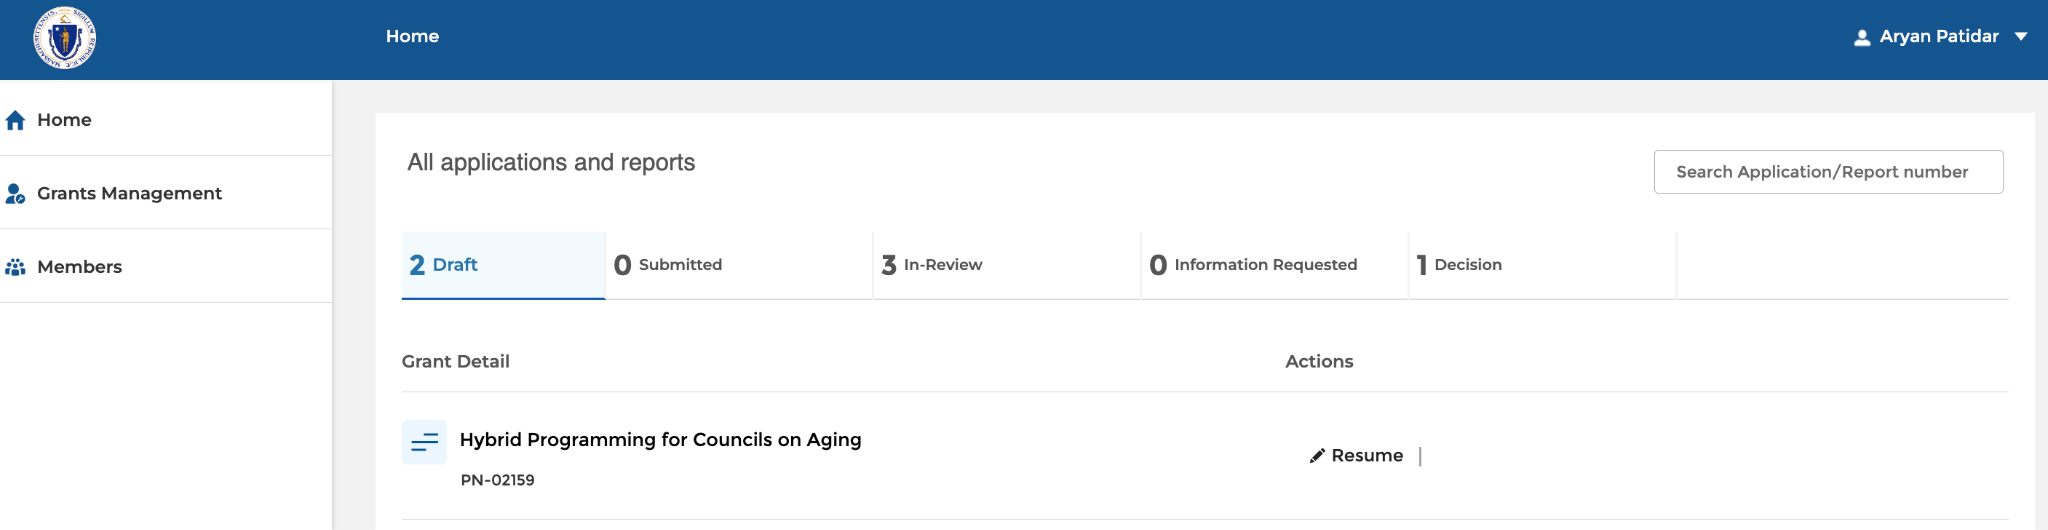 Home
Aryan Patidar
Home
Grants Management
Members
All applications and reports
Search Application/Report number
2 Draft
0 Submitted
3 In-Review
0 Information Requested
1 Decision
Grant Detail
Actions
Hybrid Programming for Councils on Aging
PN-02159
Resume |